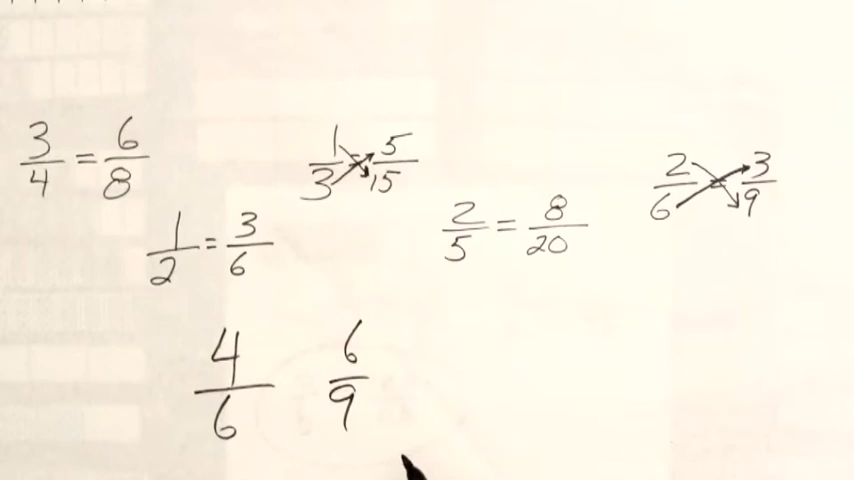 3/4 = 6/8
1/3 = 5/15
2/6 = 3/9
1/2 = 3/6
2/5 = 8/20
4/6 6/9